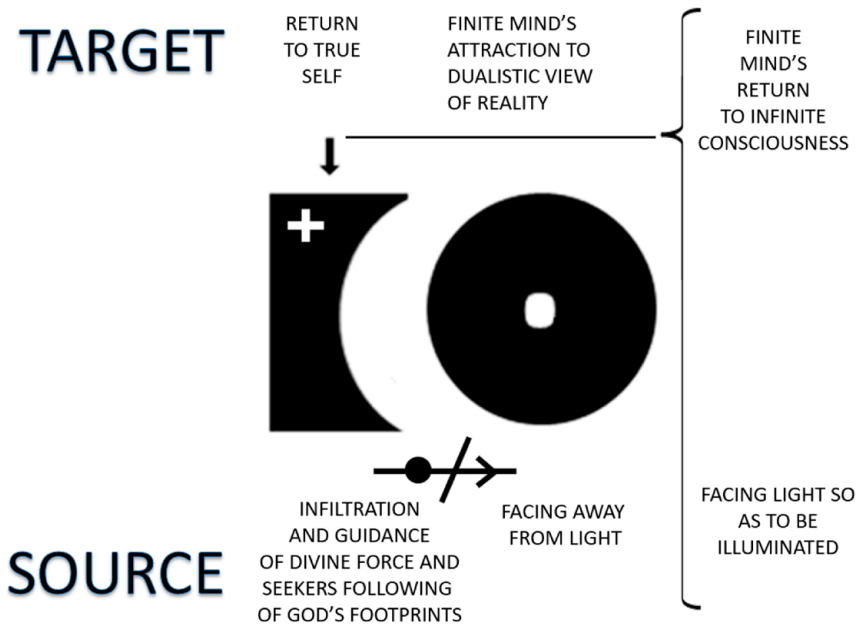 TARGET
RETURN
TO TRUE
SELF
FINITE MIND'S
ATTRACTION TO
DUALISTIC VIEW
OF REALITY
FINITE
MIND'S
RETURN
TO INFINITE
CONSCIOUSNESS
SOURCE
INFILTRATION
AND GUIDANCE
OF DIVINE FORCE AND
SEEKERS FOLLOWING
OF GOD'S FOOTPRINTS
FACING AWAY
FROM LIGHT
FACING LIGHT SO
AS TO BE
ILLUMINATED